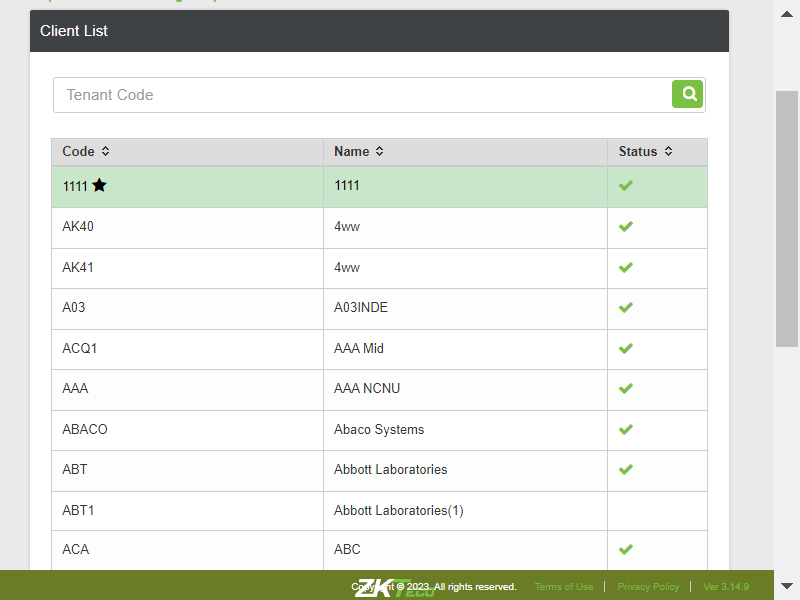 Client List
Tenant Code
Code Name Status
1111 1111
AK40 4ww
AK41 4ww
A03 A03INDE
ACQ1 AAA Mid
AAA AAA NCNU
ABACO Abaco Systems
ABT Abbott Laboratories
ABT1 Abbott Laboratories(1)
ACA ABC
ZKTeco
Copyright © 2023. All rights reserved. Terms of Use | Privacy Policy | Ver 3.14.9